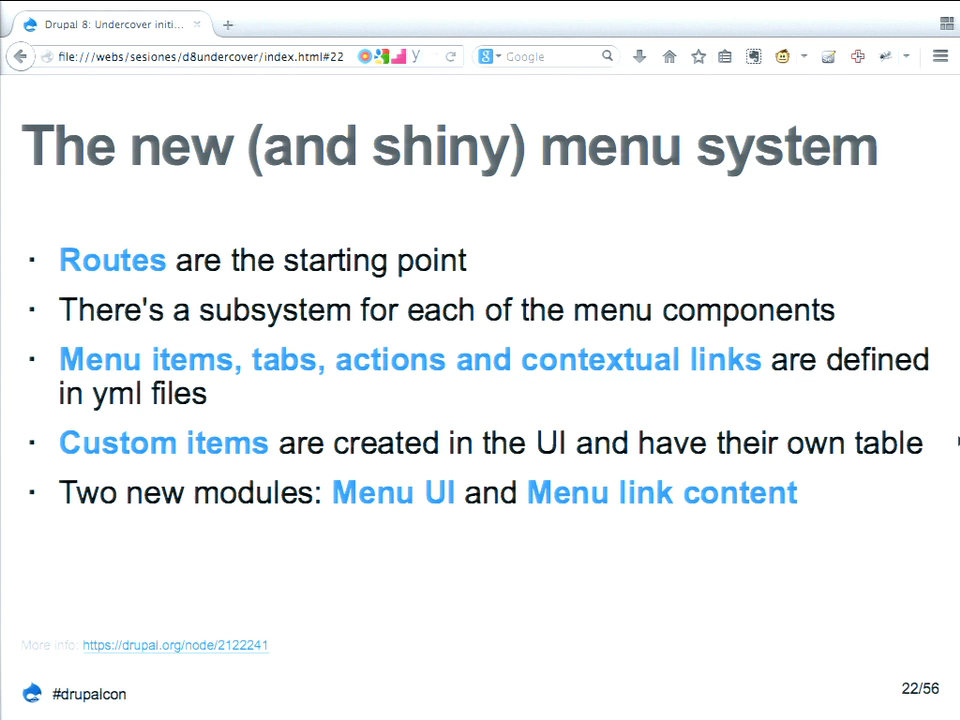 Drupal 8: Undercover initi...
file:///webs/sesiones/d8undercover/index.html#22
Google
The new (and shiny) menu system
· Routes are the starting point
· There's a subsystem for each of the menu components
· Menu items, tabs, actions and contextual links are defined
in yml files
· Custom items are created in the UI and have their own table
· Two new modules: Menu UI and Menu link content
More info: https://drupal.org/node/2122241
#drupalcon
22/56